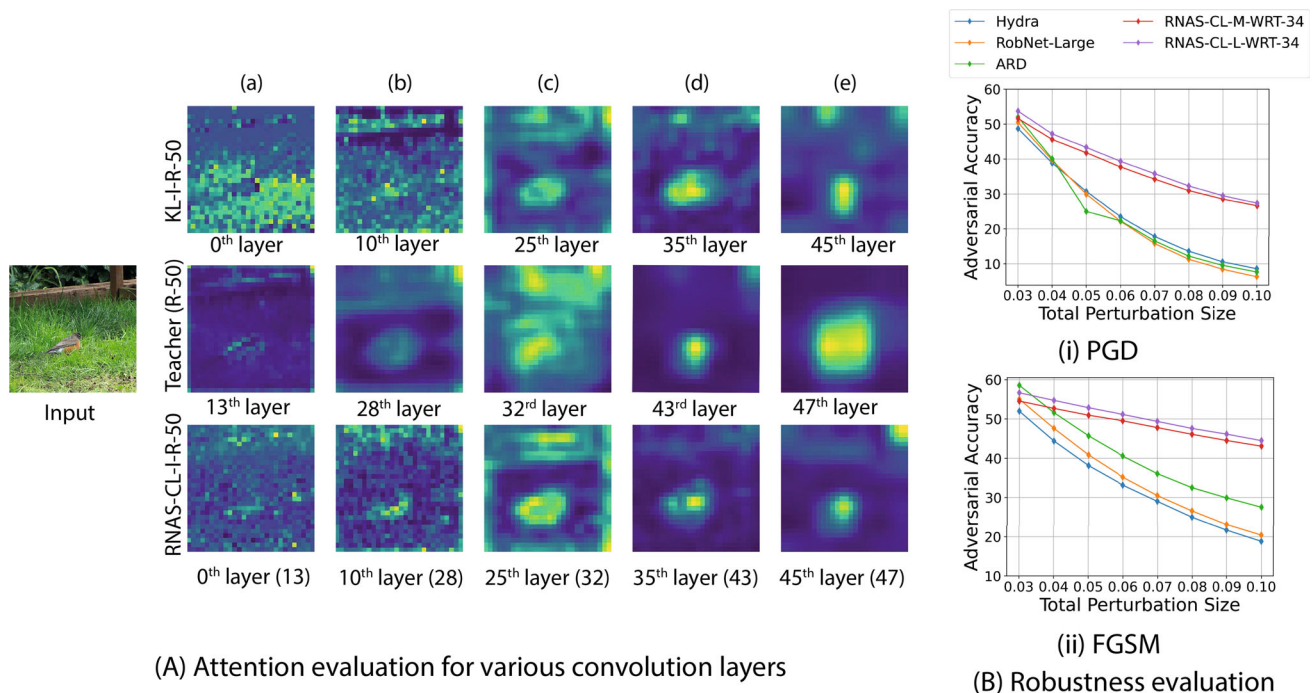 Hydra
RobNet-Large
ARD
RNAS-CL-M-WRT-34
RNAS-CL-L-WRT-34
(a) (b) (c) (d) (e)
KL-I-R-50
0th layer 10th layer 25th layer 35th layer 45th layer
Input
Teacher (R-50)
13th layer 28th layer 32rd layer 43rd layer 47th layer
RNAS-CL-I-R-50
0th layer (13) 10th layer (28) 25th layer (32) 35th layer (43) 45th layer (47)
(A) Attention evaluation for various convolution layers
Adversarial Accuracy
60
50
40
30
20
10
0.03 0.04 0.05 0.06 0.07 0.08 0.09 0.10
Total Perturbation Size
(i) PGD
Adversarial Accuracy
60
50
40
30
20
10
0.03 0.04 0.05 0.06 0.07 0.08 0.09 0.10
Total Perturbation Size
(ii) FGSM
(B) Robustness evaluation